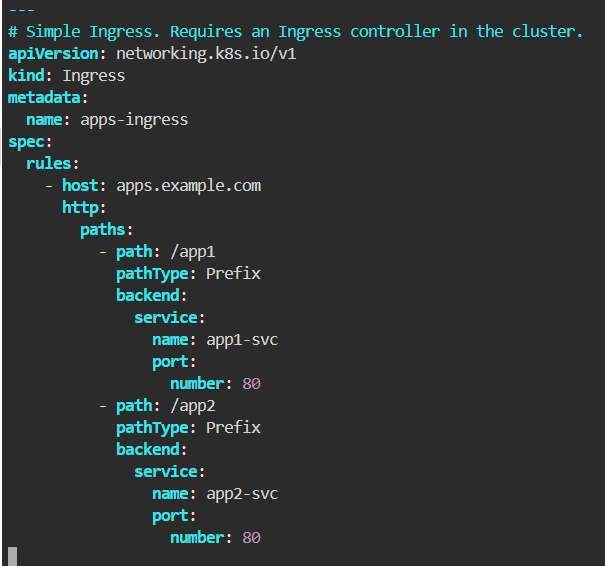 ---
# Simple Ingress. Requires an Ingress controller in the cluster.
apiVersion: networking.k8s.io/v1
kind: Ingress
metadata:
  name: apps-ingress
spec:
  rules:
    - host: apps.example.com
      http:
        paths:
          - path: /app1
            pathType: Prefix
            backend:
              service:
                name: app1-svc
                port:
                  number: 80
          - path: /app2
            pathType: Prefix
            backend:
              service:
                name: app2-svc
                port:
                  number: 80